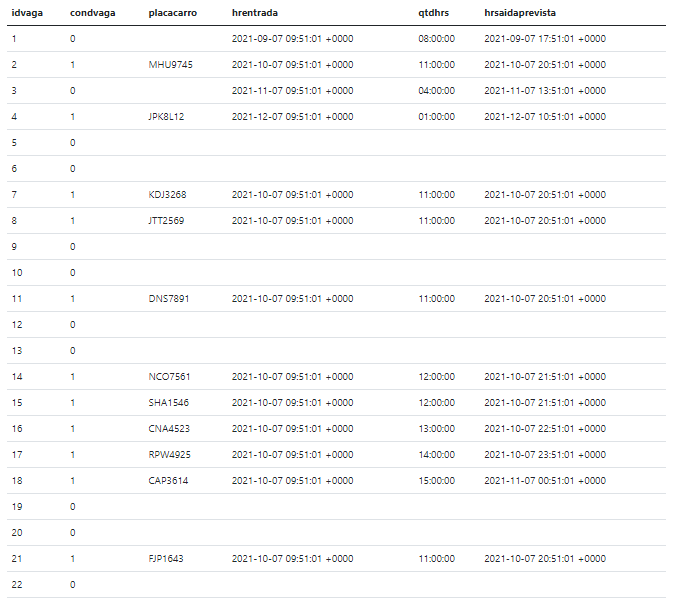 idvaga condvaga placacarro hrentrada qtdhrs hrsaidaprevista
1 0 2021-09-07 09:51:01 +0000 08:00:00 2021-09-07 17:51:01 +0000
2 1 MHU9745 2021-10-07 09:51:01 +0000 11:00:00 2021-10-07 20:51:01 +0000
3 0 2021-11-07 09:51:01 +0000 04:00:00 2021-11-07 13:51:01 +0000
4 1 JPK8L12 2021-12-07 09:51:01 +0000 01:00:00 2021-12-07 10:51:01 +0000
5 0
6 0
7 1 KDJ3268 2021-10-07 09:51:01 +0000 11:00:00 2021-10-07 20:51:01 +0000
8 1 JTT2569 2021-10-07 09:51:01 +0000 11:00:00 2021-10-07 20:51:01 +0000
9 0
10 0
11 1 DNS7891 2021-10-07 09:51:01 +0000 11:00:00 2021-10-07 20:51:01 +0000
12 0
13 0
14 1 NCO7561 2021-10-07 09:51:01 +0000 12:00:00 2021-10-07 21:51:01 +0000
15 1 SHA1546 2021-10-07 09:51:01 +0000 12:00:00 2021-10-07 21:51:01 +0000
16 1 CNA4523 2021-10-07 09:51:01 +0000 13:00:00 2021-10-07 22:51:01 +0000
17 1 RPW4925 2021-10-07 09:51:01 +0000 14:00:00 2021-10-07 23:51:01 +0000
18 1 CAP3614 2021-10-07 09:51:01 +0000 15:00:00 2021-11-07 00:51:01 +0000
19 0
20 0
21 1 FJP1643 2021-10-07 09:51:01 +0000 11:00:00 2021-10-07 20:51:01 +0000
22 0